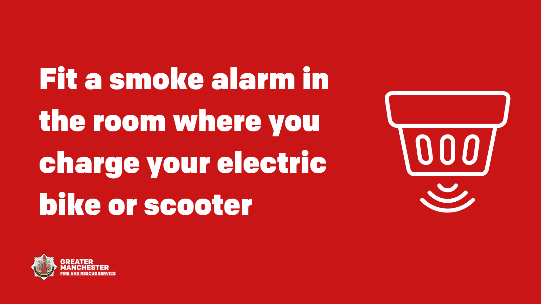 Fit a smoke alarm in
the room where you
charge your electric
bike or scooter
GREATER
MANCHESTER
FIRE AND RESCUE SERVICE